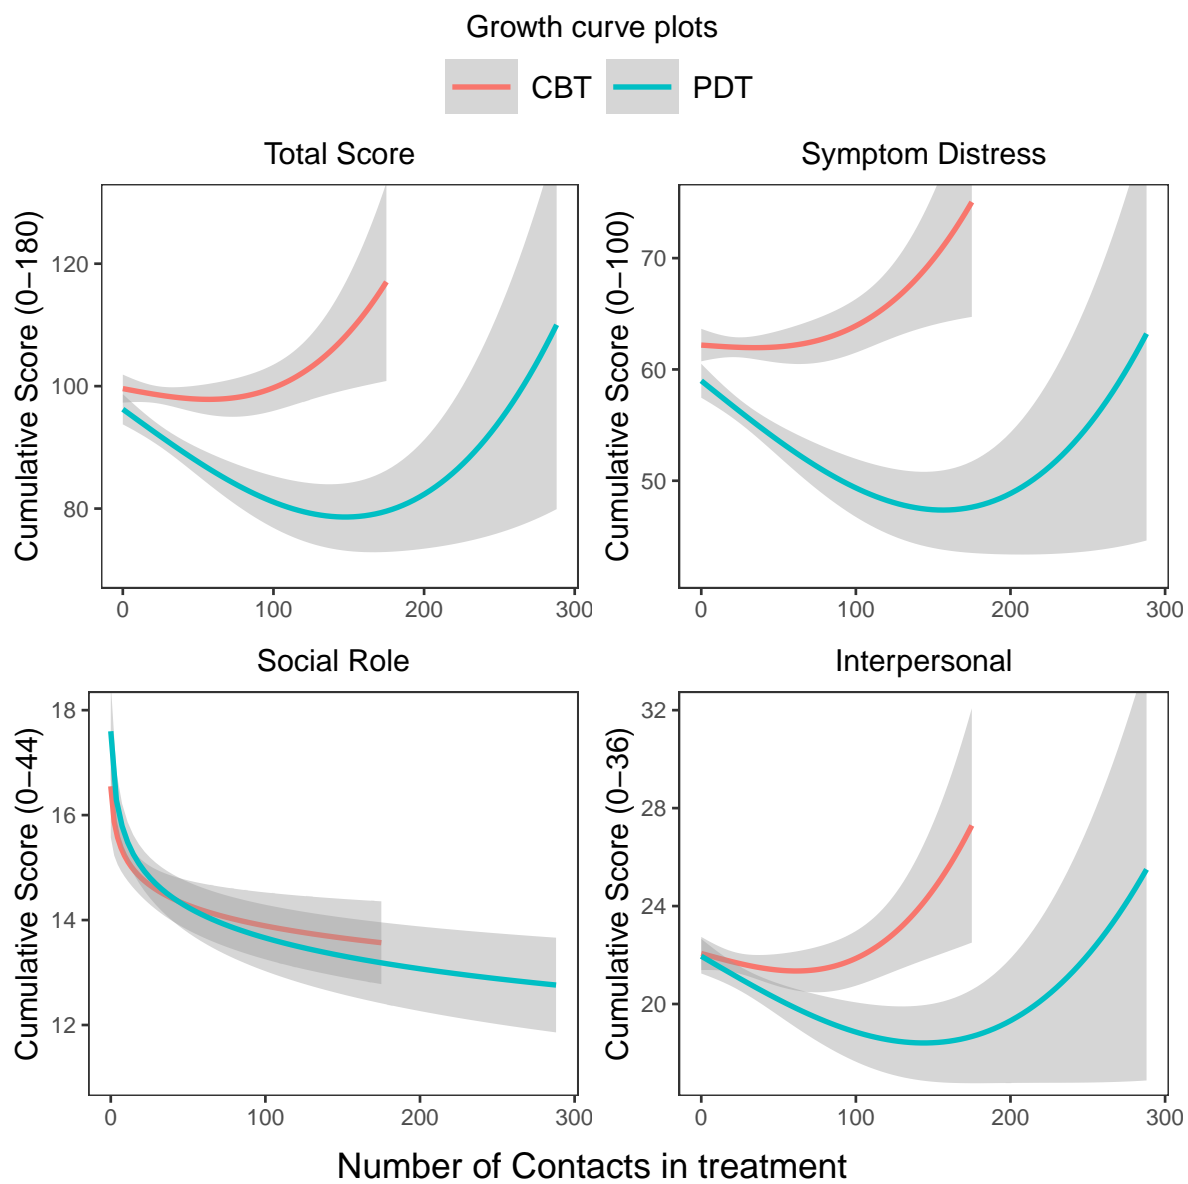 Growth curve plots
CBT PDT
Total Score
Cumulative Score (0−180)
120
100
80
0 100 200 300
Symptom Distress
Cumulative Score (0−100)
70
60
50
0 100 200 300
Social Role
Cumulative Score (0−44)
18
16
14
12
0 100 200 300
Interpersonal
Cumulative Score (0−36)
32
28
24
20
0 100 200 300
Number of Contacts in treatment